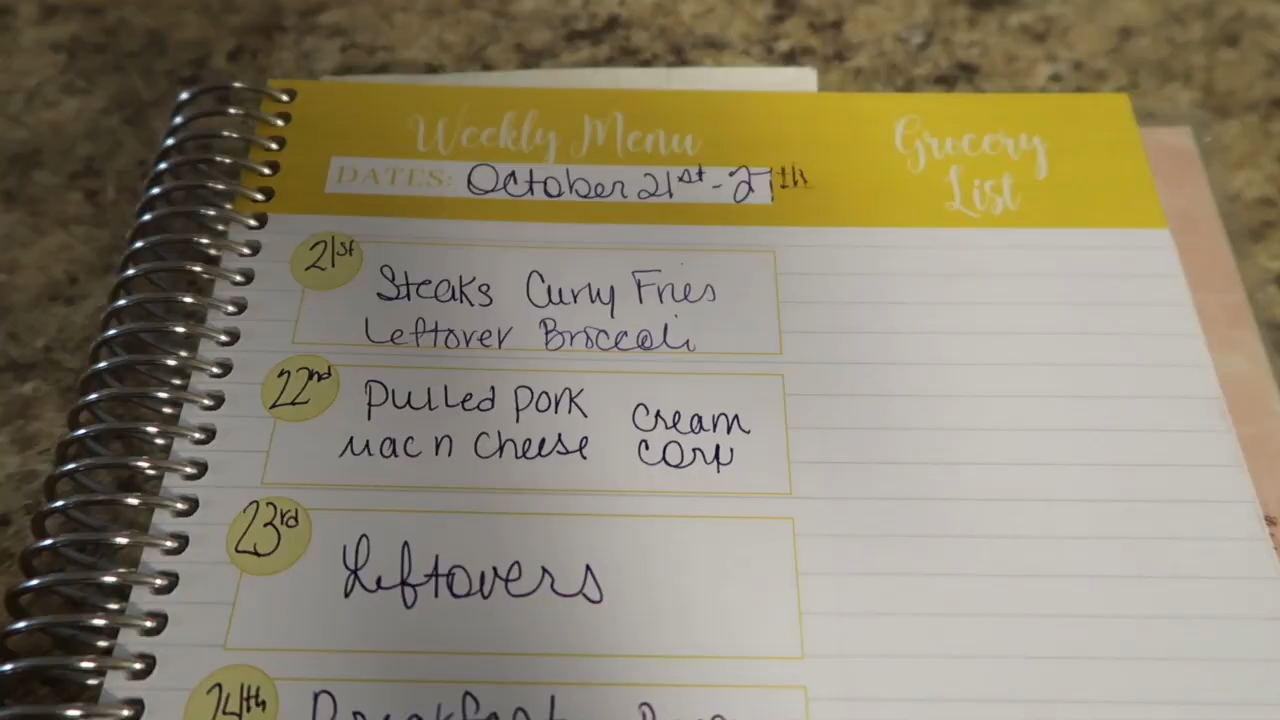 Weekly Menu
Grocery
List
DATES: October 21st - 27th
21st
Steaks Curly Fries
Leftover Broccoli
22nd
Pulled Pork
Mac n Cheese
Cream
Corn
23rd
Leftovers
24th
Breakfast